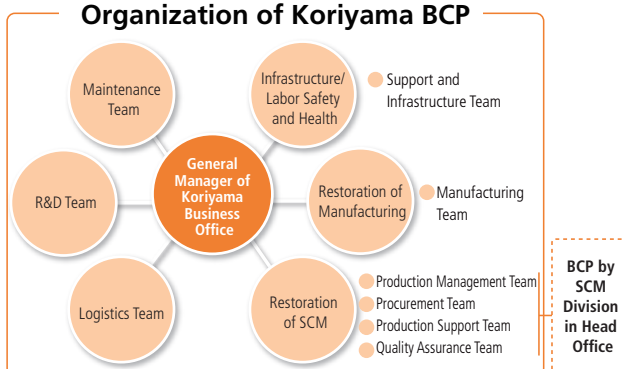 Organization of Koriyama BCP
Maintenance
Team
Infrastructure/
Labor Safety
and Health
Support and
Infrastructure Team
General
Manager of
Koriyama
Business
Office
R&D Team
Restoration of
Manufacturing
Manufacturing
Team
Logistics Team
Restoration
of SCM
Production Management Team
Procurement Team
Production Support Team
Quality Assurance Team
BCP by
SCM
Division
in Head
Office